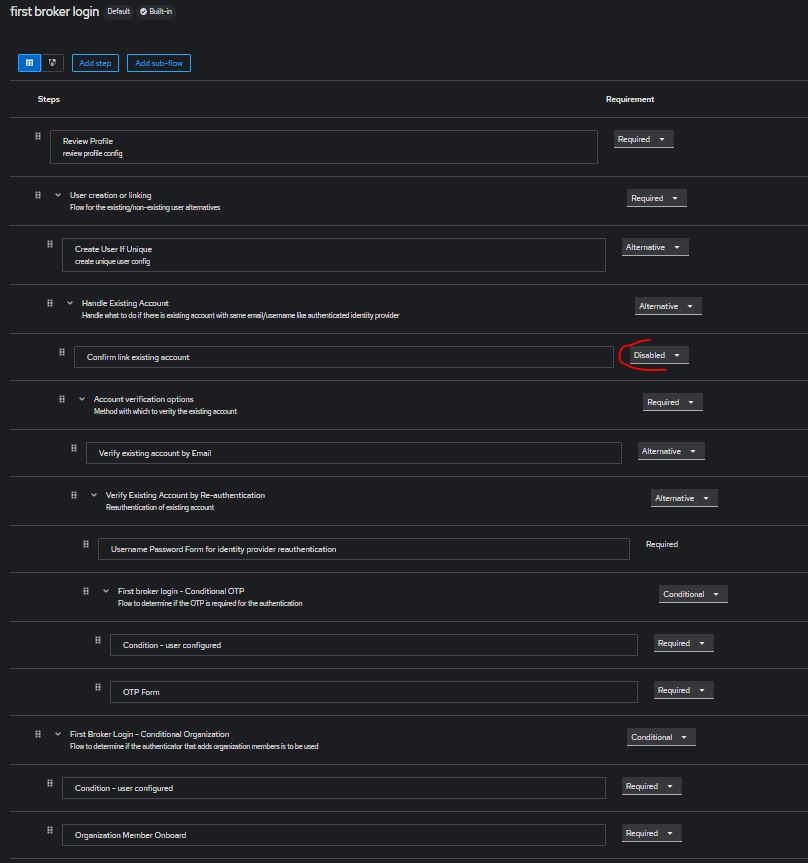 first broker login Default Built-in
Add step Add sub-flow
Steps Requirement
Review Profile Required
review profile config
User creation or linking Required
Flow for the existing/non-existing user alternatives
Create User If Unique Alternative
create unique user config
Handle Existing Account Alternative
Handle what to do if there is existing account with same email/username like authenticated identity provider
Confirm link existing account Disabled
Account verification options Required
Method with which to verity the existing account
Verify existing account by Email Alternative
Verify Existing Account by Re-authentication Alternative
Reauthentication of existing account
Username Password Form for identity provider reauthentication Required
First broker login - Conditional OTP Conditional
Flow to determine if the OTP is required for the authentication
Condition - user configured Required
OTP Form Required
First Broker Login - Conditional Organization Conditional
Flow to determine if the authenticator that adds organization members is to be used
Condition - user configured Required
Organization Member Onboard Required